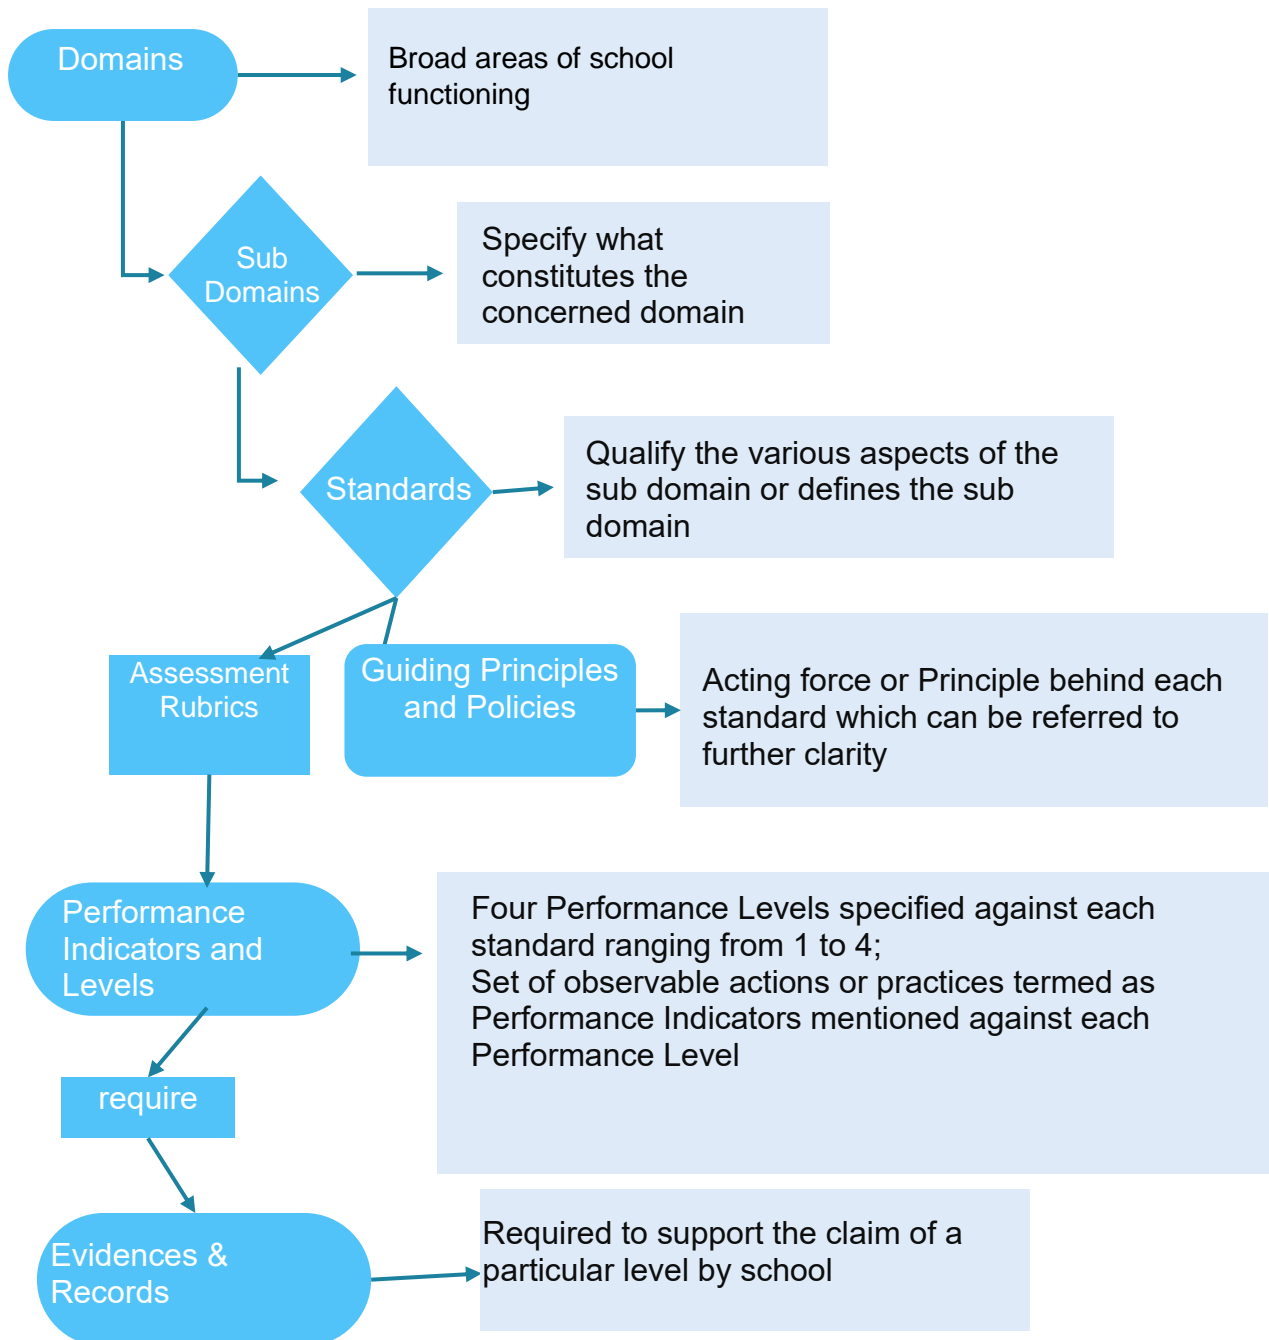 Domains
Broad areas of school
functioning
Sub
Domains
Specify what
constitutes the
concerned domain
Standards
Qualify the various aspects of the
sub domain or defines the sub
domain
Assessment
Rubrics
Guiding Principles
and Policies
Acting force or Principle behind each
standard which can be referred to
further clarity
Performance
Indicators and
Levels
Four Performance Levels specified against each
standard ranging from 1 to 4;
Set of observable actions or practices termed as
Performance Indicators mentioned against each
Performance Level
require
Evidences &
Records
Required to support the claim of a
particular level by school